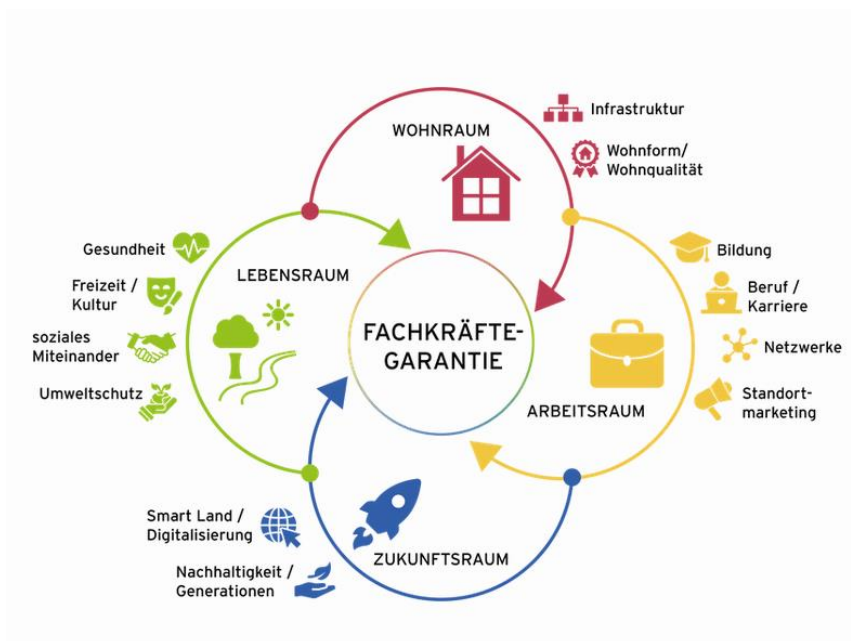 WOHNRAUM
Infrastruktur
Wohnform/
Wohnqualität
Gesundheit
Freizeit /
Kultur
soziales
Miteinander
Umweltschutz
LEBENSRAUM
FACHKRÄFTE-
GARANTIE
Bildung
Beruf /
Karriere
Netzwerke
Standort-
marketing
ARBEITSRAUM
Smart Land /
Digitalisierung
Nachhaltigkeit /
Generationen
ZUKUNFTSRAUM